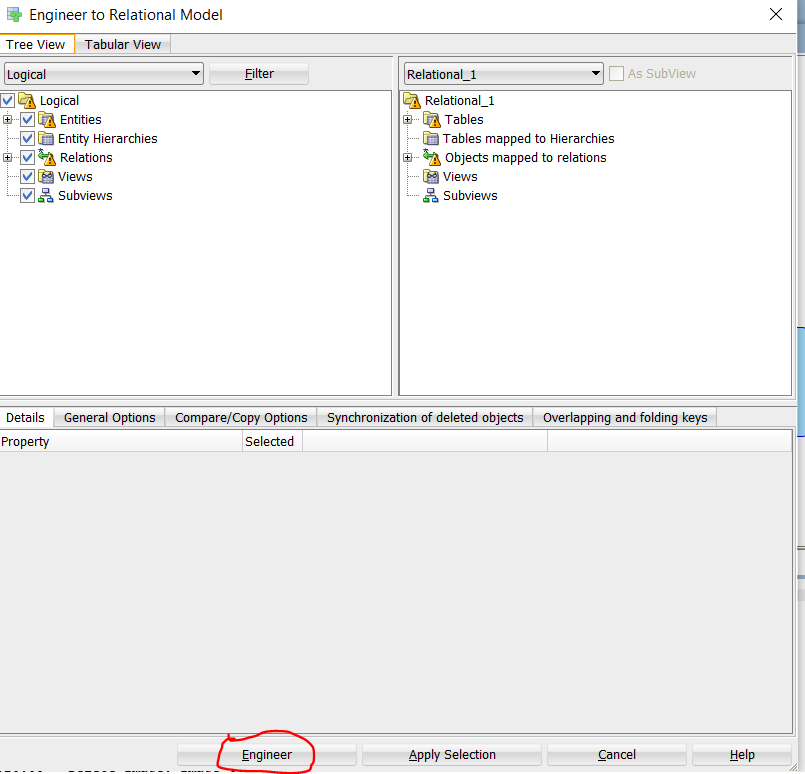 Engineer to Relational Model
Tree View Tabular View
Logical Filter Relational_1 As SubView
Logical Relational_1
Entities Tables
Entity Hierarchies Tables mapped to Hierarchies
Relations Objects mapped to relations
Views Views
Subviews Subviews
Details General Options Compare/Copy Options Synchronization of deleted objects Overlapping and folding keys
Property Selected
Engineer Apply Selection Cancel Help